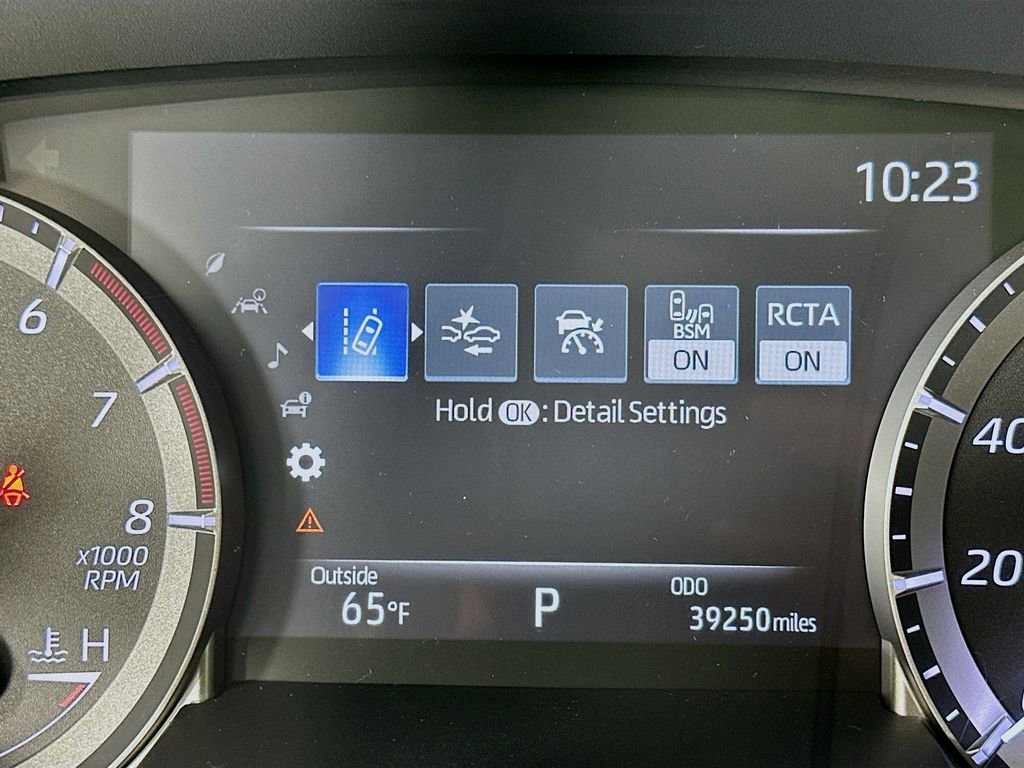 10:23
6
7
8
x1000
RPM
H
BSM
ON
RCTA
ON
Hold OK : Detail Settings
Outside
65°F
P
ODO
39250 miles
40
20